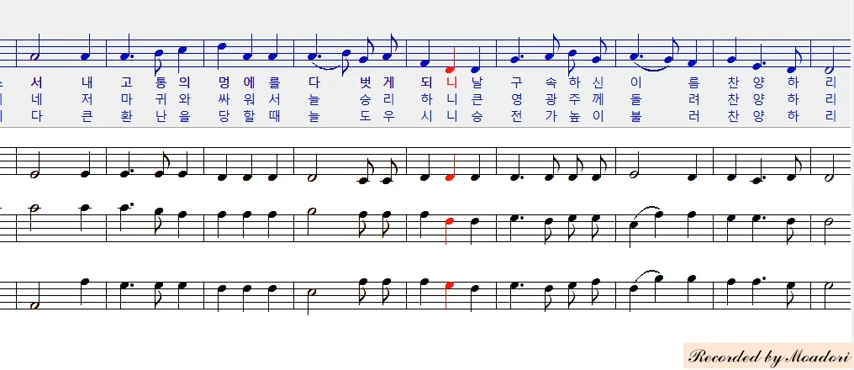 서 내 고 통 의 멍 에 를 다 벗 게 되 니 날 구 속 하 신 이 름 찬 양 하 리
네 저 마 귀 와 싸 워 서 늘 승 리 하 니 큰 영 광 주 께 돌 려 찬 양 하 리
다 큰 환 난 을 당 할 때 늘 도 우 시 니 승 전 가 높 이 불 러 찬 양 하 리
Recorded by Moadori